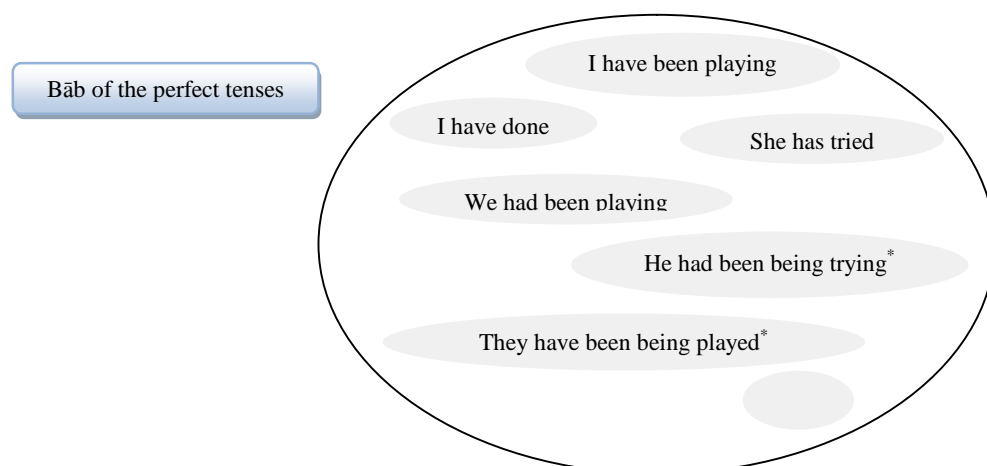 Bāb of the perfect tenses
I have been playing
I have done
She has tried
We had been playing
He had been being trying*
They have been being played*